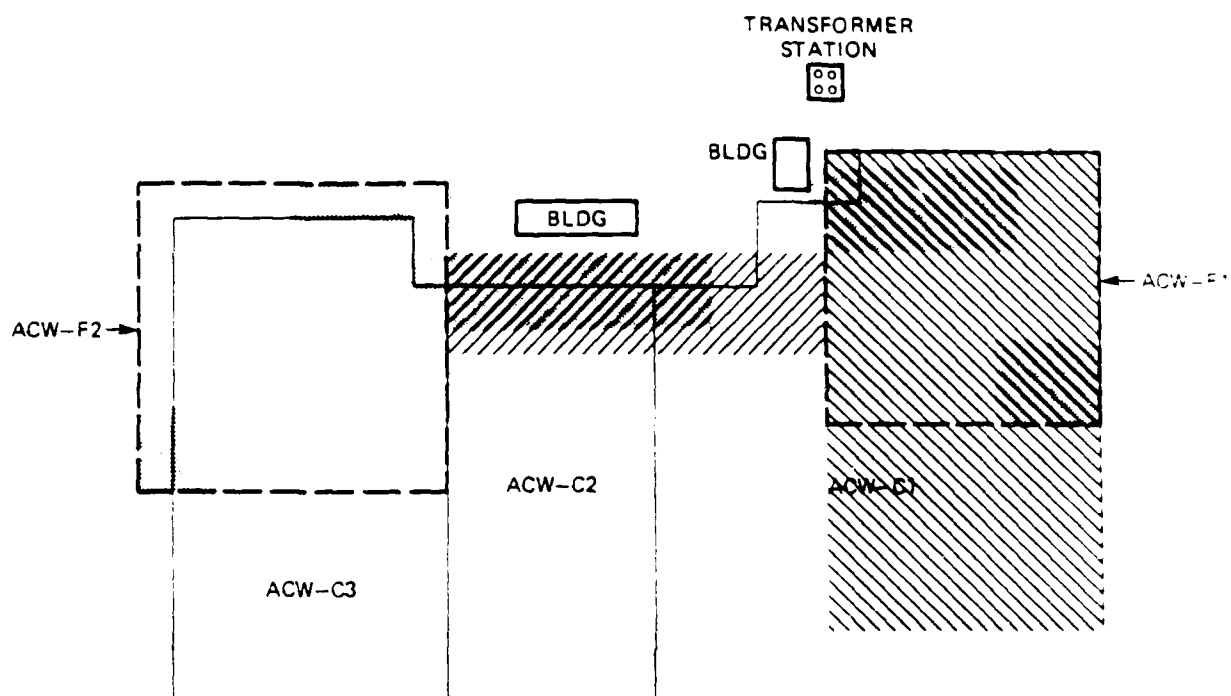 TRANSFORMER
STATION
BLDG
BLDG
ACW-F2
ACW-C2
ACW-C3